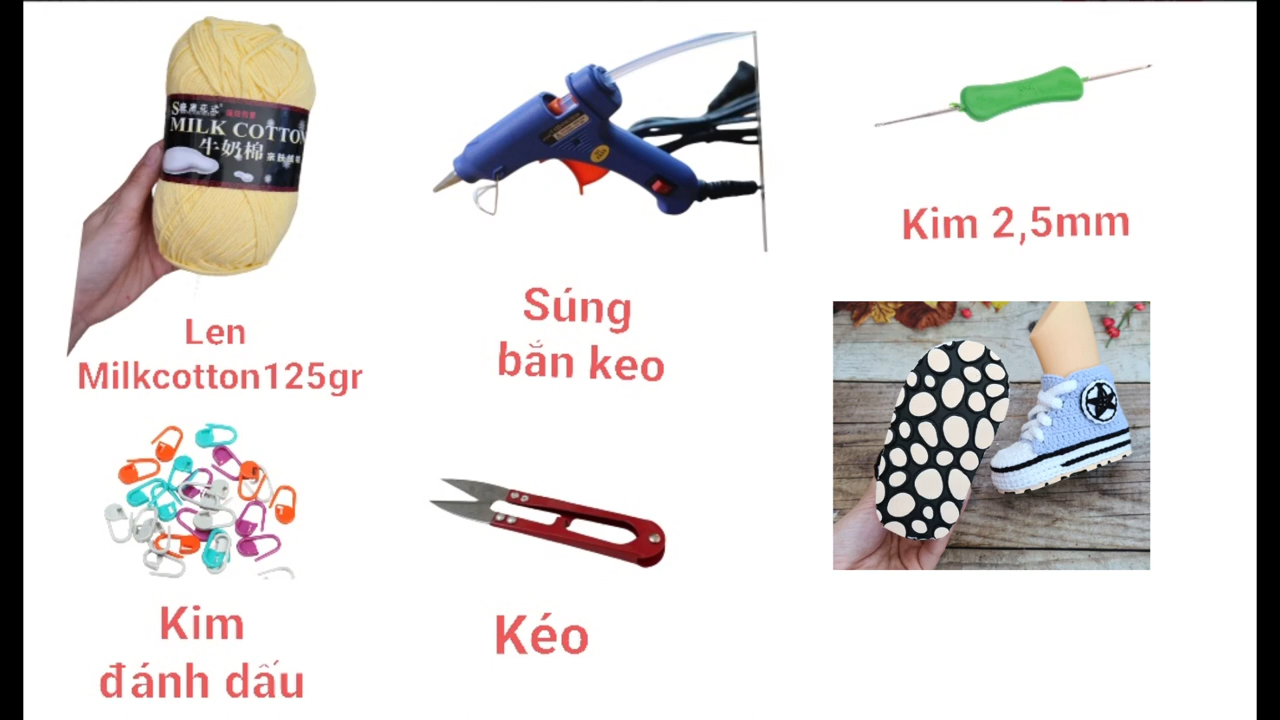 MILK COTTON
牛奶棉
Len
Milkcotton125gr
Súng
bắn keo
Kim 2,5mm
Kim
đánh dấu
Kéo